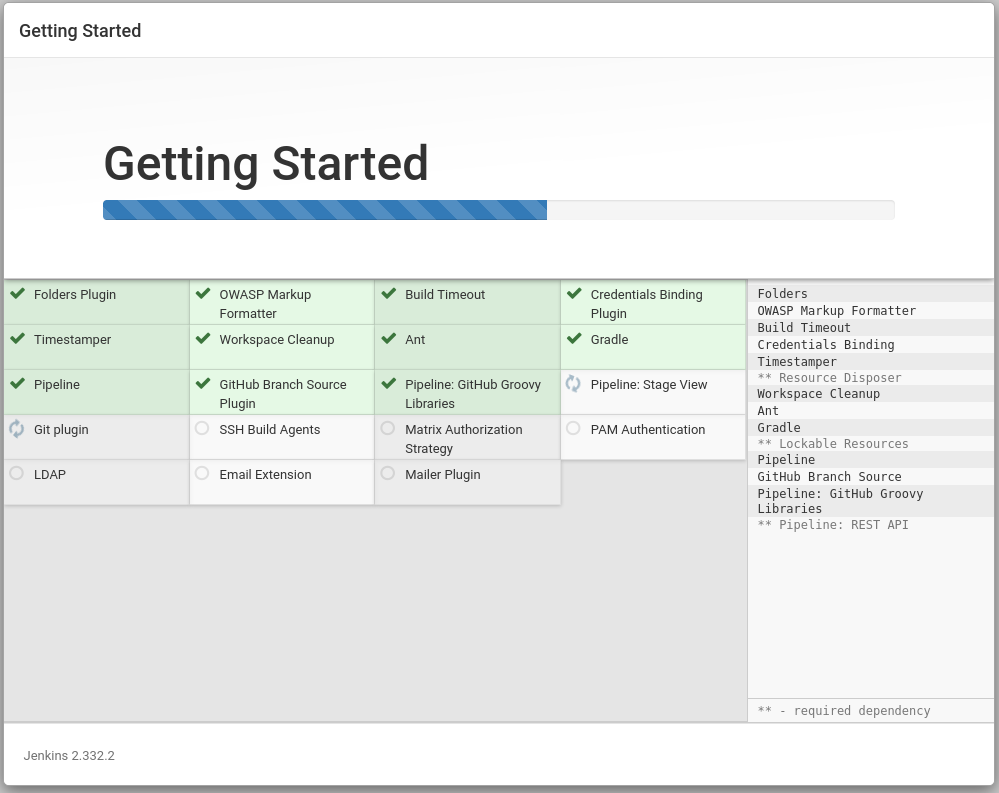 Getting Started
Getting Started
Folders Plugin
OWASP Markup
Formatter
Build Timeout
Credentials Binding
Plugin
Timestamper
Workspace Cleanup
Ant
Gradle
Pipeline
GitHub Branch Source
Plugin
Pipeline: GitHub Groovy
Libraries
Pipeline: Stage View
Git plugin
SSH Build Agents
Matrix Authorization
Strategy
PAM Authentication
LDAP
Email Extension
Mailer Plugin
Folders
OWASP Markup Formatter
Build Timeout
Credentials Binding
Timestamper
** Resource Disposer
Workspace Cleanup
Ant
Gradle
** Lockable Resources
Pipeline
GitHub Branch Source
Pipeline: GitHub Groovy
Libraries
** Pipeline: REST API
** - required dependency
Jenkins 2.332.2